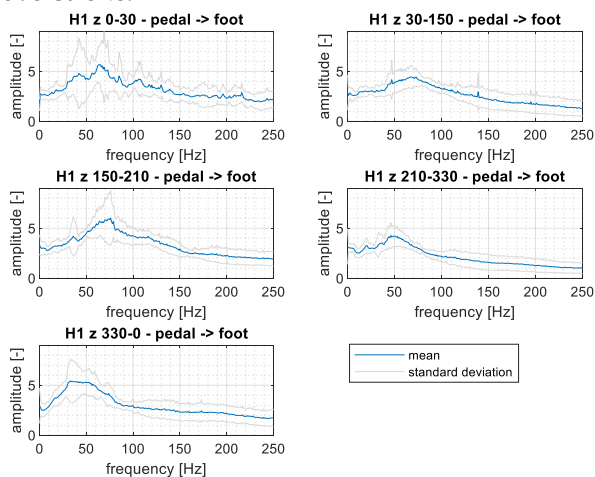 H1 z 0-30 - pedal -> foot
amplitude [-]
5
0
0 50 100 150 200 250
frequency [Hz]
H1 z 30-150 - pedal -> foot
amplitude [-]
5
0
0 50 100 150 200 250
frequency [Hz]
H1 z 150-210 - pedal -> foot
amplitude [-]
5
0
0 50 100 150 200 250
frequency [Hz]
H1 z 210-330 - pedal -> foot
amplitude [-]
5
0
0 50 100 150 200 250
frequency [Hz]
H1 z 330-0 - pedal -> foot
amplitude [-]
5
0
0 50 100 150 200 250
frequency [Hz]
mean
standard deviation